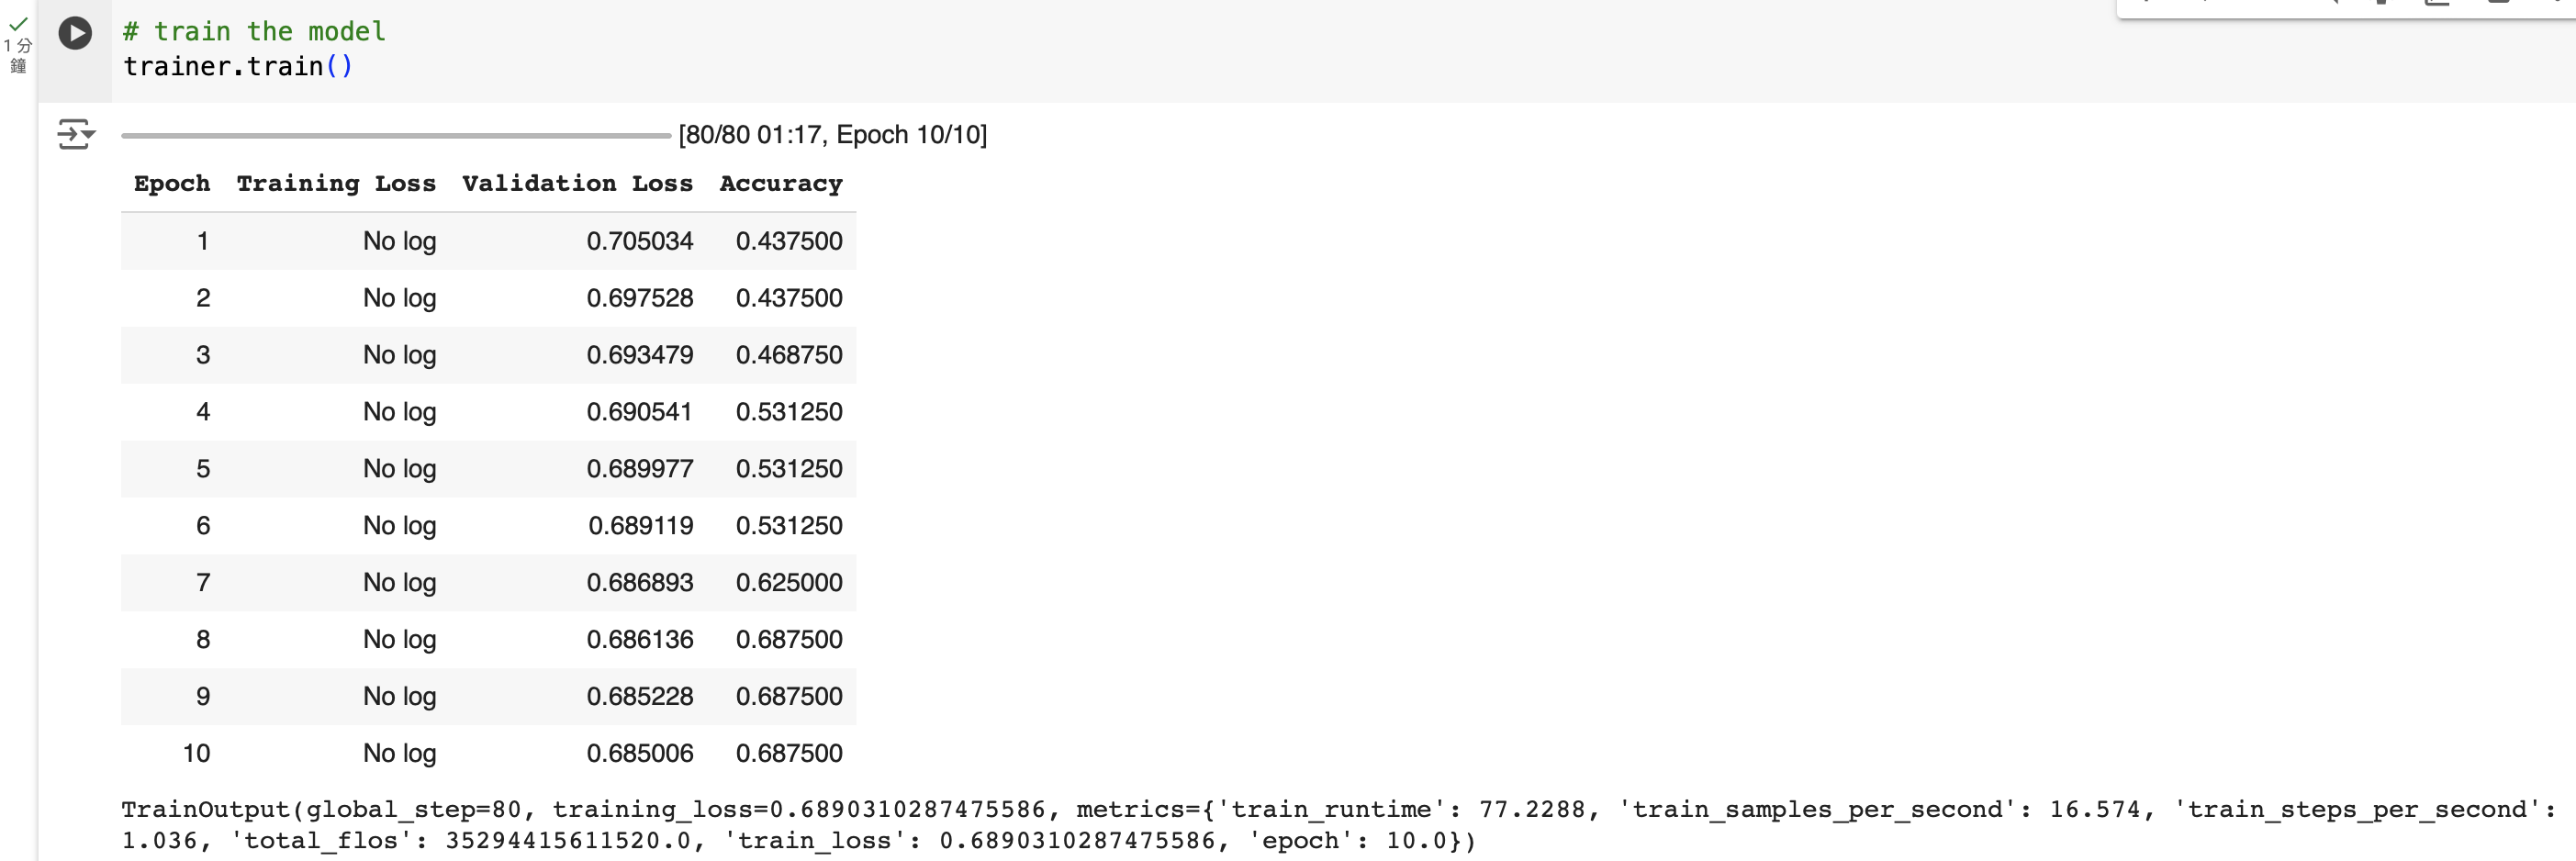 1 分
鐘
# train the model
trainer.train()
[80/80 01:17, Epoch 10/10]
Epoch Training Loss Validation Loss Accuracy
1 No log 0.705034 0.437500
2 No log 0.697528 0.437500
3 No log 0.693479 0.468750
4 No log 0.690541 0.531250
5 No log 0.689977 0.531250
6 No log 0.689119 0.531250
7 No log 0.686893 0.625000
8 No log 0.686136 0.687500
9 No log 0.685228 0.687500
10 No log 0.685006 0.687500
TrainOutput(global_step=80, training_loss=0.6890310287475586, metrics={'train_runtime': 77.2288, 'train_samples_per_second': 16.574, 'train_steps_per_second':
1.036, 'total_flos': 35294415611520.0, 'train_loss': 0.6890310287475586, 'epoch': 10.0})